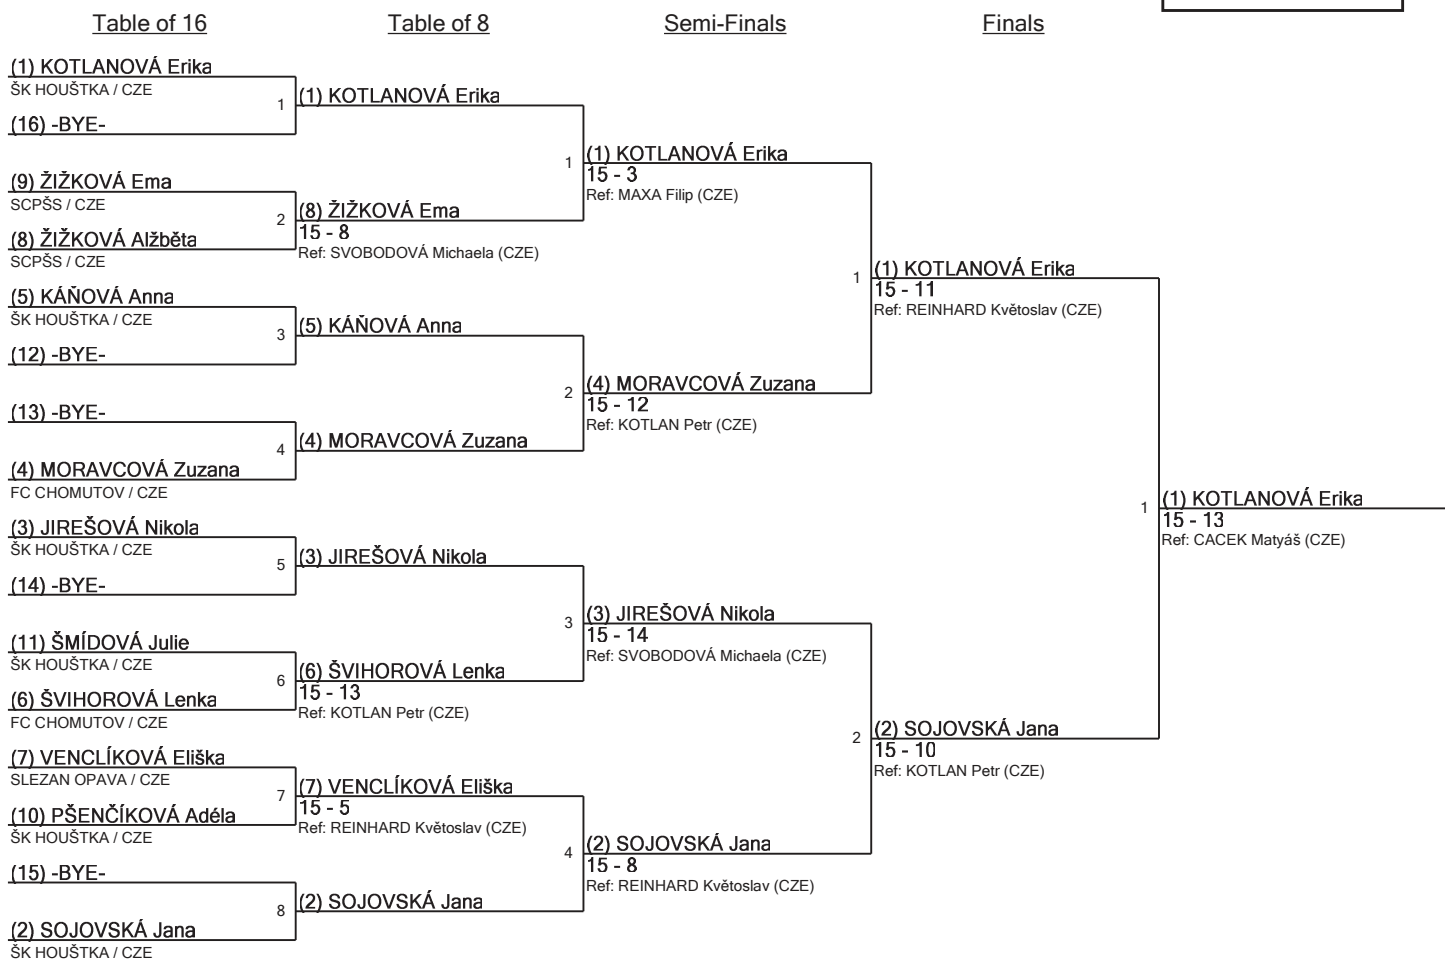 Table of 16
Table of 8
Semi-Finals
Finals
(1) KOTLANOVÁ Erika
ŠK HOUŠTKA / CZE
1
(16) -BYE-
(9) ŽIŽKOVÁ Ema
SCPŠS / CZE
2
(8) ŽIŽKOVÁ Alžběta
SCPŠS / CZE
(5) KÁŇOVÁ Anna
ŠK HOUŠTKA / CZE
3
(12) -BYE-
(13) -BYE-
4
(4) MORAVCOVÁ Zuzana
FC CHOMUTOV / CZE
(3) JIREŠOVÁ Nikola
ŠK HOUŠTKA / CZE
5
(14) -BYE-
(11) ŠMÍDOVÁ Julie
ŠK HOUŠTKA / CZE
6
(6) ŠVIHOROVÁ Lenka
FC CHOMUTOV / CZE
(7) VENCLÍKOVÁ Eliška
SLEZAN OPAVA / CZE
7
(10) PŠENČÍKOVÁ Adéla
ŠK HOUŠTKA / CZE
(15) -BYE-
8
(2) SOJOVSKÁ Jana
ŠK HOUŠTKA / CZE
(1) KOTLANOVÁ Erika
1
(8) ŽIŽKOVÁ Ema
15 - 8
Ref: SVOBODOVÁ Michaela (CZE)
(5) KÁŇOVÁ Anna
2
(4) MORAVCOVÁ Zuzana
(3) JIREŠOVÁ Nikola
3
(6) ŠVIHOROVÁ Lenka
15 - 13
Ref: KOTLAN Petr (CZE)
(7) VENCLÍKOVÁ Eliška
15 - 5
Ref: REINHARD Květoslav (CZE)
4
(2) SOJOVSKÁ Jana
(1) KOTLANOVÁ Erika
15 - 3
Ref: MAXA Filip (CZE)
1
(4) MORAVCOVÁ Zuzana
15 - 12
Ref: KOTLAN Petr (CZE)
(3) JIREŠOVÁ Nikola
15 - 14
Ref: SVOBODOVÁ Michaela (CZE)
2
(2) SOJOVSKÁ Jana
15 - 8
Ref: REINHARD Květoslav (CZE)
(1) KOTLANOVÁ Erika
15 - 11
Ref: REINHARD Květoslav (CZE)
1
(2) SOJOVSKÁ Jana
15 - 10
Ref: KOTLAN Petr (CZE)
(1) KOTLANOVÁ Erika
15 - 13
Ref: CACEK Matyáš (CZE)